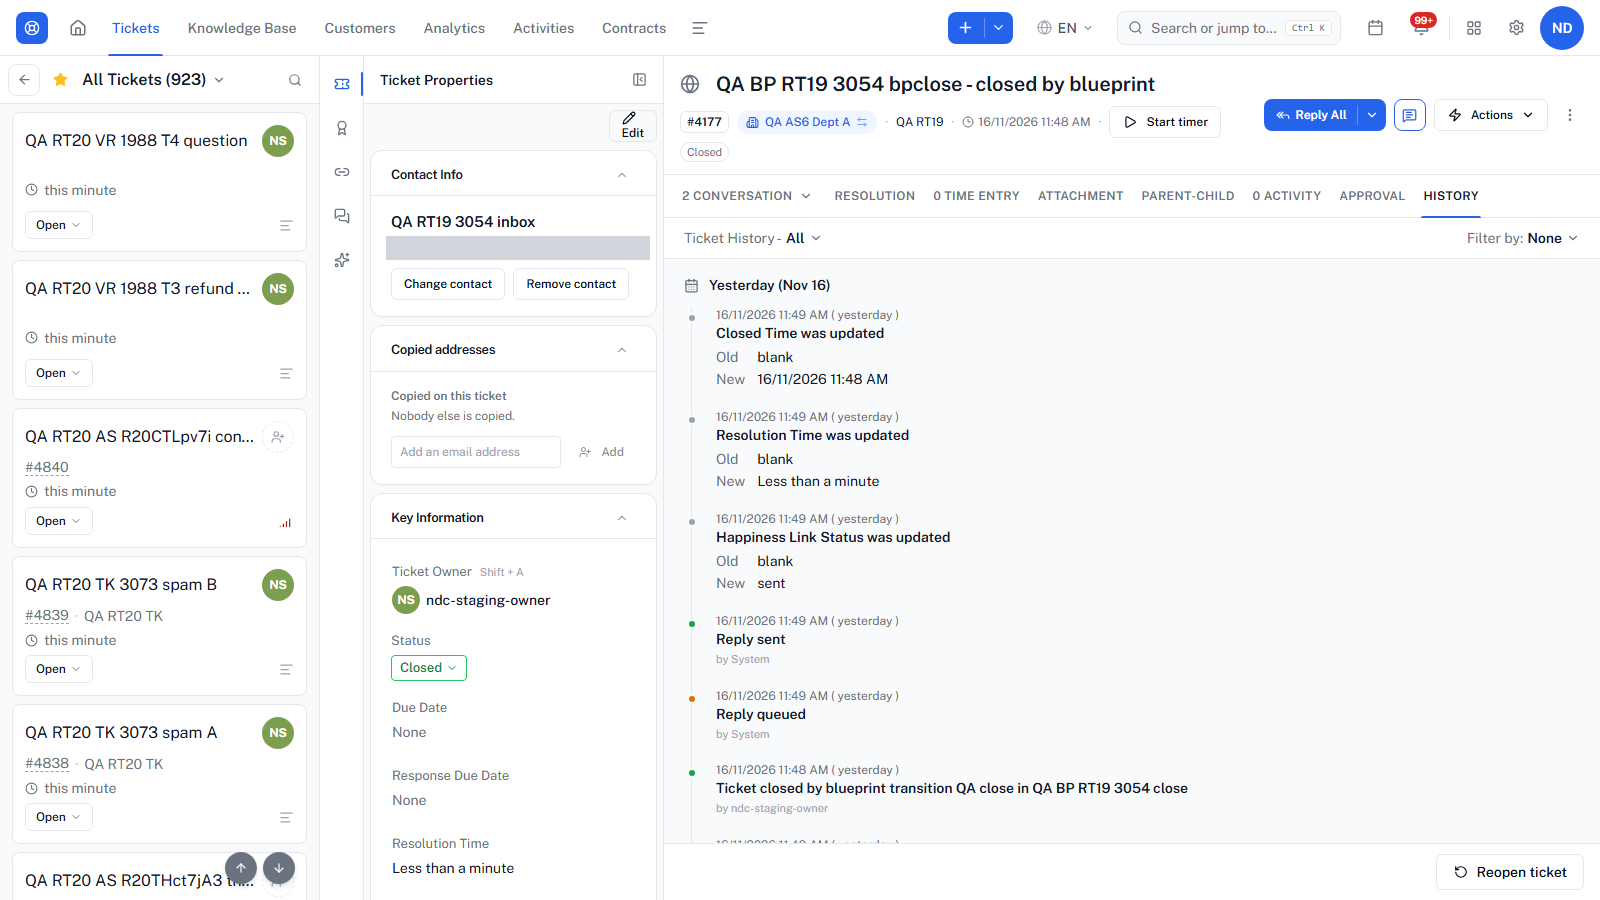 Tickets
Knowledge Base
Customers
Analytics
Activities
Contracts
EN
Search or jump to...
Ctrl K
99+
ND
All Tickets (923)
QA RT20 VR 1988 T4 question
NS
this minute
Open
QA RT20 VR 1988 T3 refund ...
NS
this minute
Open
QA RT20 AS R20CTLpv7i con...
#4840
this minute
Open
QA RT20 TK 3073 spam B
NS
#4839 · QA RT20 TK
this minute
Open
QA RT20 TK 3073 spam A
NS
#4838 · QA RT20 TK
this minute
Open
QA RT20 AS R20THct7jA3
Ticket Properties
Edit
Contact Info
QA RT19 3054 inbox
Change contact
Remove contact
Copied addresses
Copied on this ticket
Nobody else is copied.
Add an email address
Add
Key Information
Ticket Owner Shift + A
NS ndc-staging-owner
Status
Closed
Due Date
None
Response Due Date
None
Resolution Time
Less than a minute
QA BP RT19 3054 bpclose - closed by blueprint
#4177
QA AS6 Dept A
· QA RT19 · 16/11/2026 11:48 AM ·
Start timer
Closed
Reply All
Actions
2 CONVERSATION
RESOLUTION
0 TIME ENTRY
ATTACHMENT
PARENT-CHILD
0 ACTIVITY
APPROVAL
HISTORY
Ticket History - All
Filter by: None
Yesterday (Nov 16)
16/11/2026 11:49 AM ( yesterday )
Closed Time was updated
Old blank
New 16/11/2026 11:48 AM
16/11/2026 11:49 AM ( yesterday )
Resolution Time was updated
Old blank
New Less than a minute
16/11/2026 11:49 AM ( yesterday )
Happiness Link Status was updated
Old blank
New sent
16/11/2026 11:49 AM ( yesterday )
Reply sent
by System
16/11/2026 11:49 AM ( yesterday )
Reply queued
by System
16/11/2026 11:48 AM ( yesterday )
Ticket closed by blueprint transition QA close in QA BP RT19 3054 close
by ndc-staging-owner
16/11/2026 11:48 AM ( yesterday )
Reopen ticket